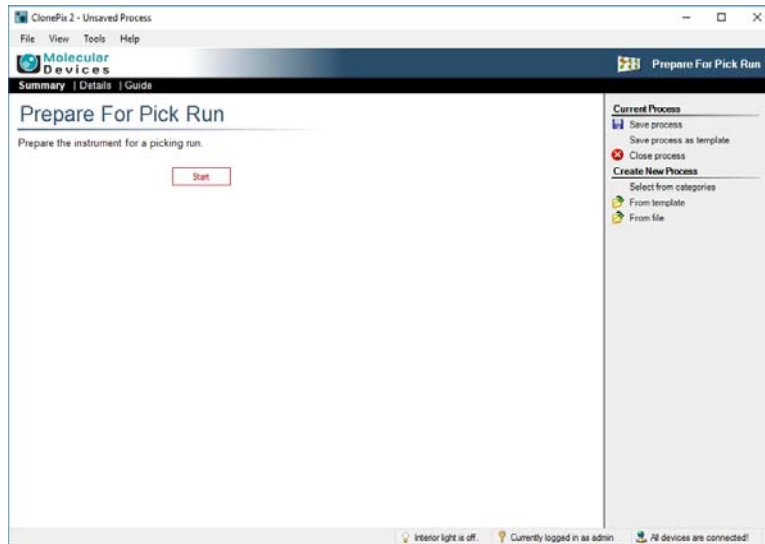 ClonePix 2 - Unsaved Process
File View Tools Help
Molecular Devices
Prepare For Pick Run
Summary | Details | Guide
Prepare For Pick Run
Prepare the instrument for a picking run.
Start
Current Process
Save process
Save process as template
Close process
Create New Process
Select from categories
From template
From file
Interior light is off. Currently logged in as admin All devices are connected!